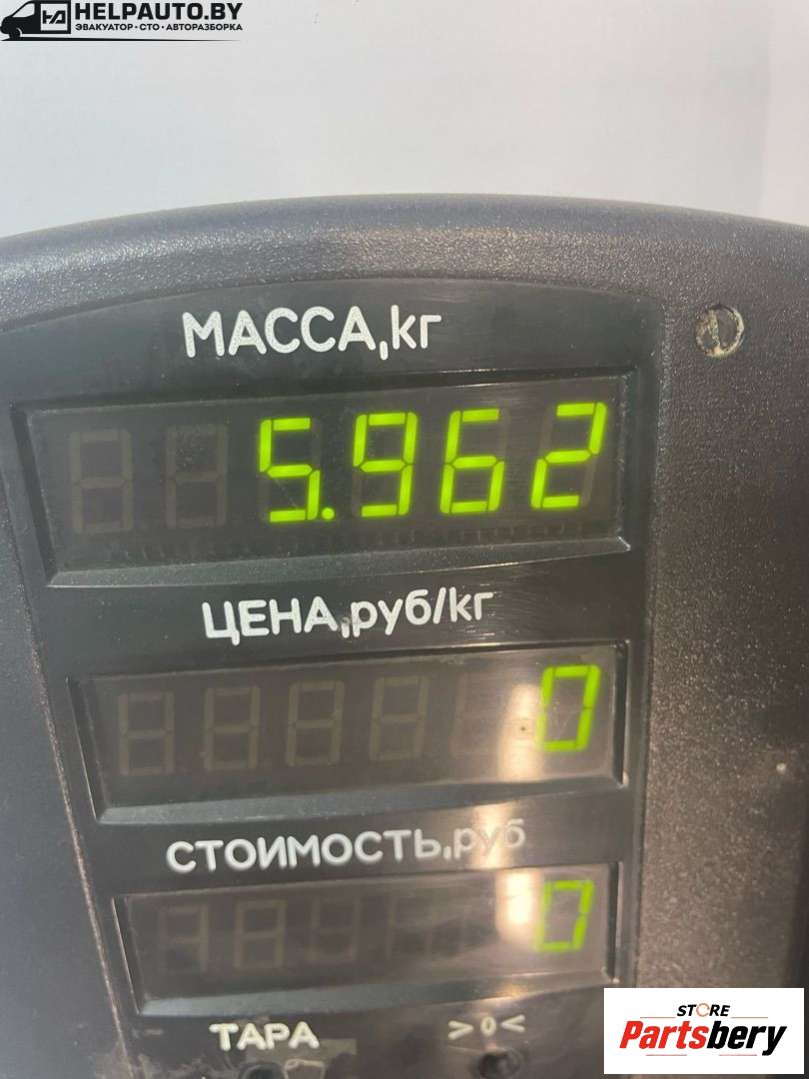 HELPAUTO.BY
ЭВАКУАТОР•СТО•АВТОРАЗБОРКА
МАССА,кг
5.962
ЦЕНА,руб/кг
0
СТОИМОСТЬ,руб
0
ТАРА >0<
STORE
Partsbery